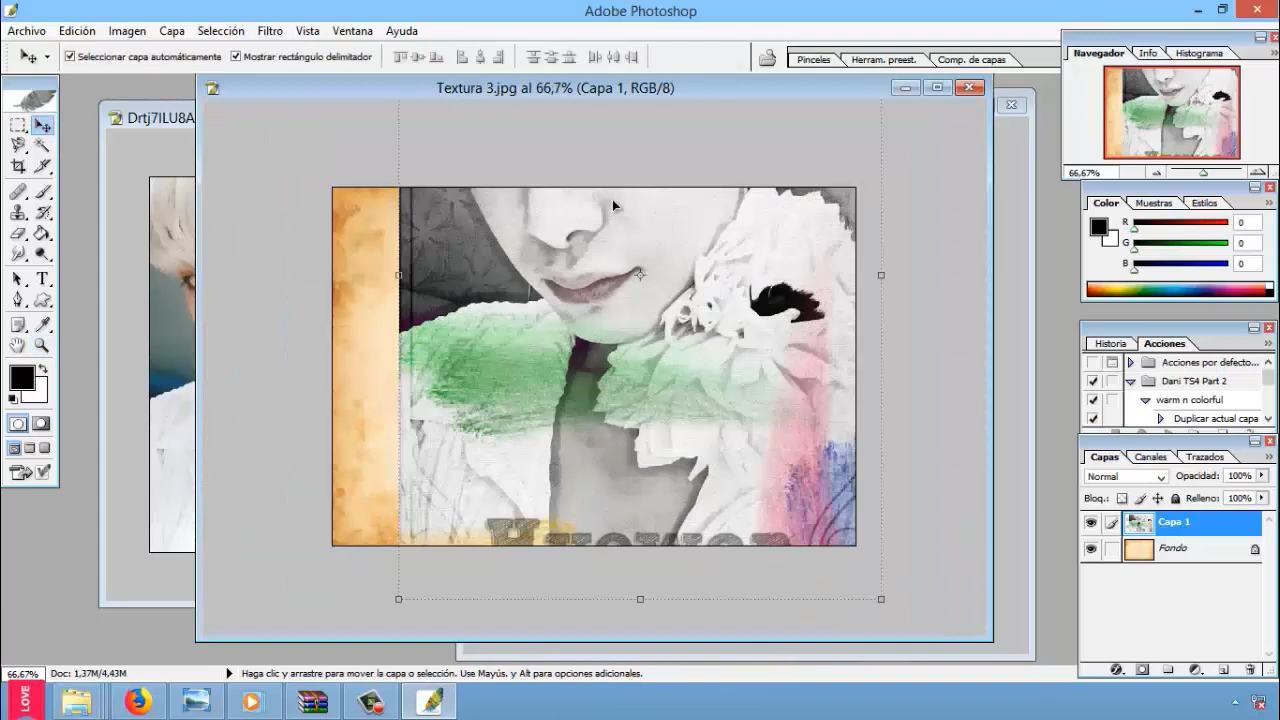 Adobe Photoshop
Archivo Edición Imagen Capa Selección Filtro Vista Ventana Ayuda
Seleccionar capa automáticamente Mostrar rectángulo delimitador
Pinceles Herram. preest. Comp. de capas
Navegador Info Histograma
66,67%
Textura 3.jpg al 66,7% (Capa 1, RGB/8)
Drtj7ILU8A
Color Muestras Estilos
R 0
G 0
B 0
Historia Acciones
Acciones por defecto...
Dani TS4 Part 2
warm n colorful
Duplicar actual capa
Capas Canales Trazados
Normal Opacidad: 100%
Bloq.: Relleno: 100%
Capa 1
Fondo
66,67% Doc: 1,37M/4,43M Haga clic y arrastre para mover la capa o selección. Use Mayús. y Alt para opciones adicionales.
LOVE